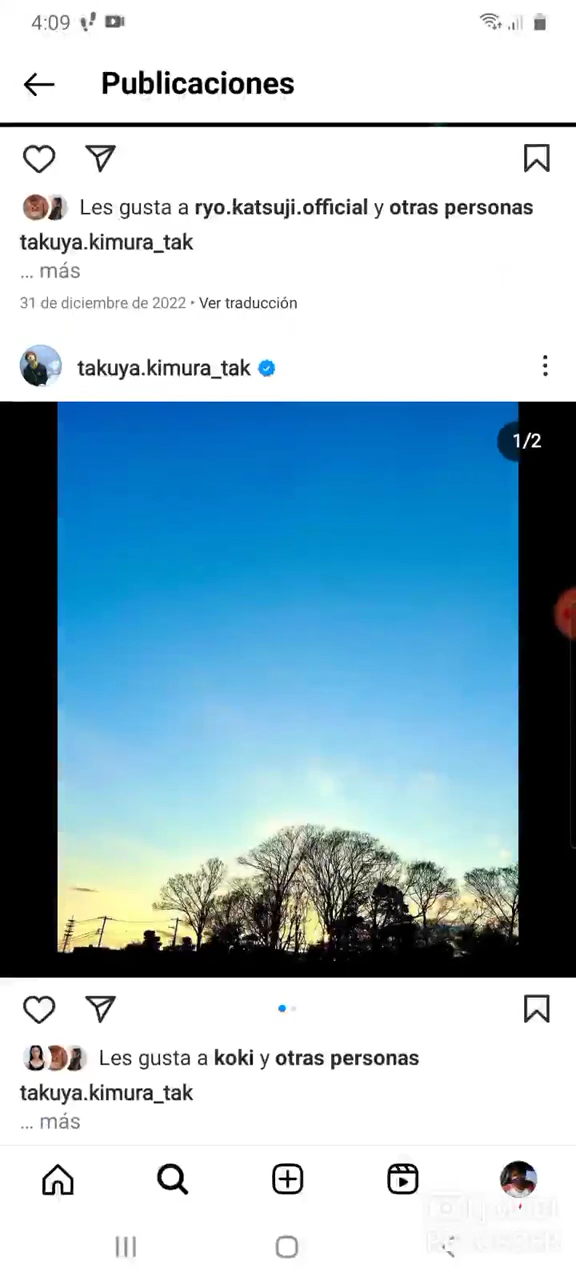 4:09
Publicaciones
Les gusta a ryo.katsuji.official y otras personas
takuya.kimura_tak
... más
31 de diciembre de 2022 • Ver traducción
takuya.kimura_tak
1/2
Les gusta a koki y otras personas
takuya.kimura_tak
... más